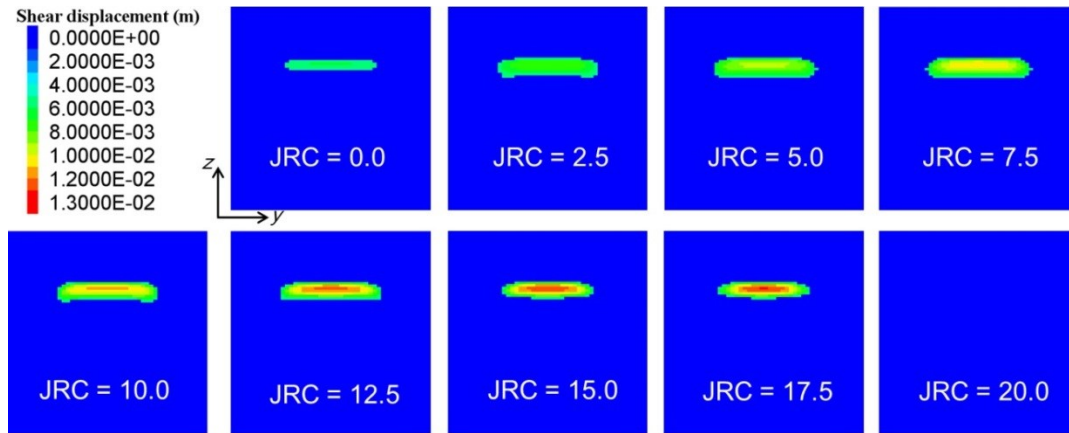 Shear displacement (m)
0.0000E+00
2.0000E-03
4.0000E-03
6.0000E-03
8.0000E-03
1.0000E-02
1.2000E-02
1.3000E-02
z
y
JRC = 0.0
JRC = 2.5
JRC = 5.0
JRC = 7.5
JRC = 10.0
JRC = 12.5
JRC = 15.0
JRC = 17.5
JRC = 20.0